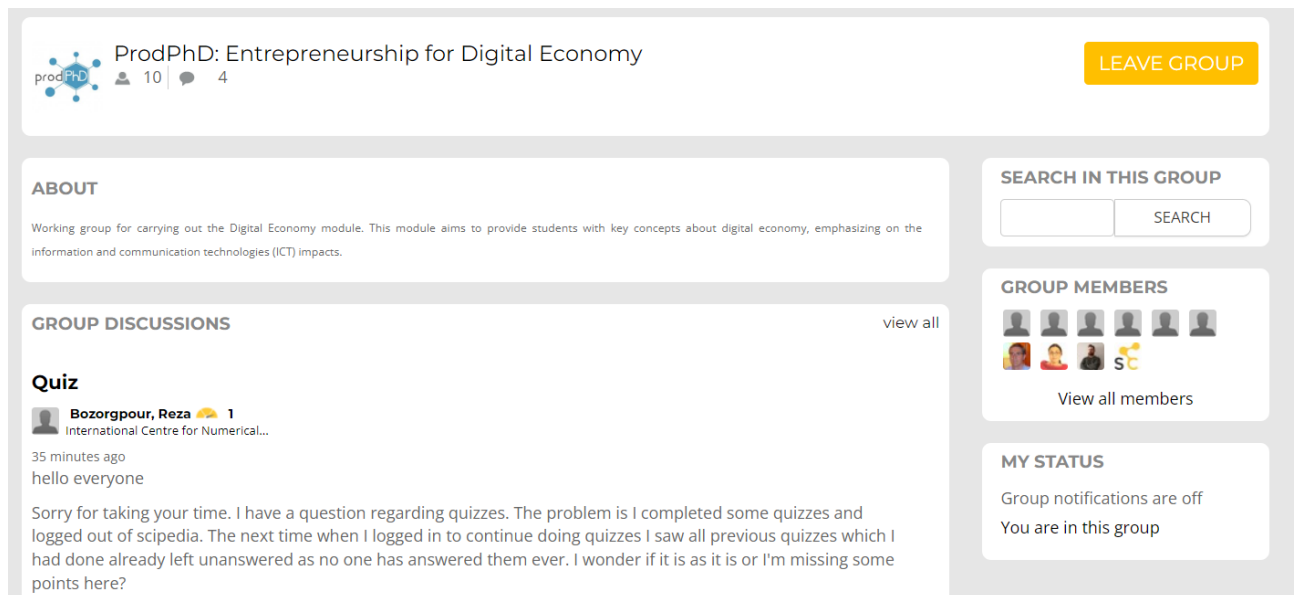 prodPhD
ProdPhD: Entrepreneurship for Digital Economy
10 4
LEAVE GROUP
ABOUT
Working group for carrying out the Digital Economy module. This module aims to provide students with key concepts about digital economy, emphasizing on the
information and communication technologies (ICT) impacts.
GROUP DISCUSSIONS
view all
Quiz
Bozorgpour, Reza 1
International Centre for Numerical...
35 minutes ago
hello everyone
Sorry for taking your time. I have a question regarding quizzes. The problem is I completed some quizzes and
logged out of scipedia. The next time when I logged in to continue doing quizzes I saw all previous quizzes which I
had done already left unanswered as no one has answered them ever. I wonder if it is as it is or I'm missing some
points here?
SEARCH IN THIS GROUP
SEARCH
GROUP MEMBERS
SC
View all members
MY STATUS
Group notifications are off
You are in this group